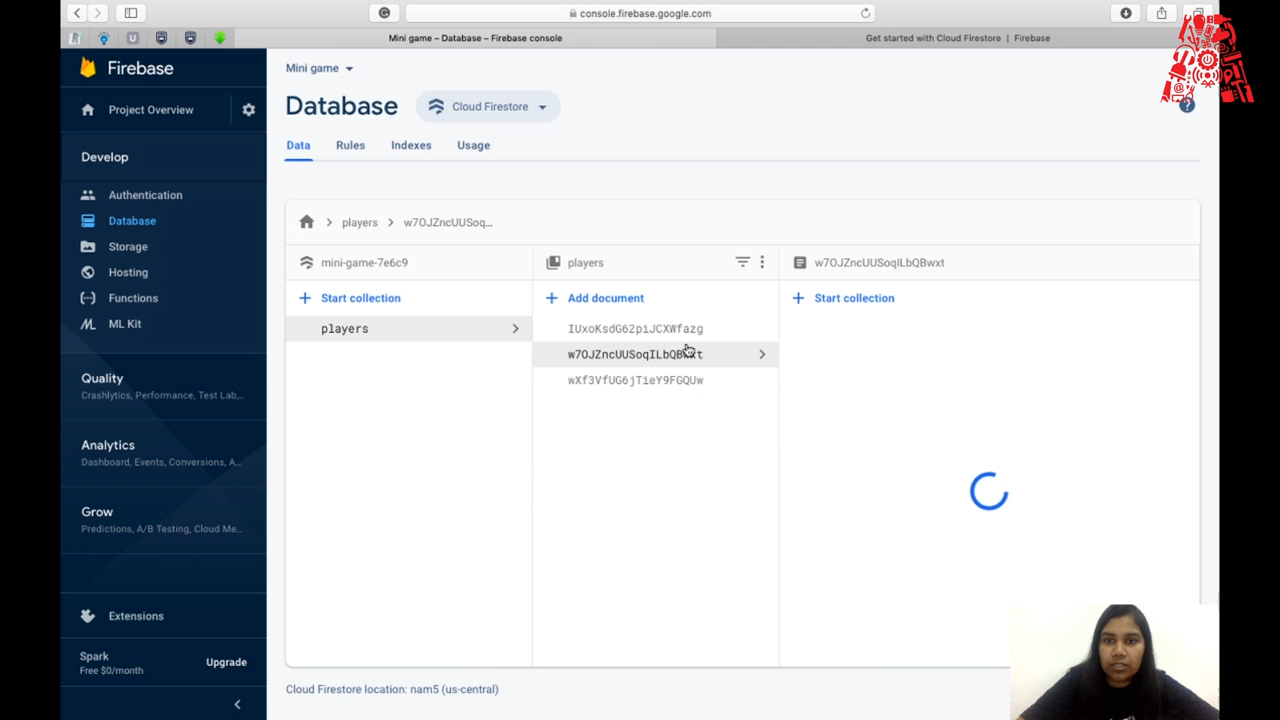 console.firebase.google.com
Mini game – Database – Firebase console
Get started with Cloud Firestore | Firebase
Firebase
Project Overview
Develop
Authentication
Database
Storage
Hosting
Functions
ML Kit
Quality
Crashlytics, Performance, Test Lab,...
Analytics
Dashboard, Events, Conversions, A...
Grow
Predictions, A/B Testing, Cloud Me...
Extensions
Spark
Free $0/month
Upgrade
Mini game
Database
Cloud Firestore
?
Data
Rules
Indexes
Usage
players
w7OJZncUUSoq...
mini-game-7e6c9
Start collection
players
players
Add document
IUxoKsdG62piJCXWfazg
wXf3VfUG6jTieY9FGQUw
w7OJZncUUSoqILbQBwxt
Start collection
Cloud Firestore location: nam5 (us-central)